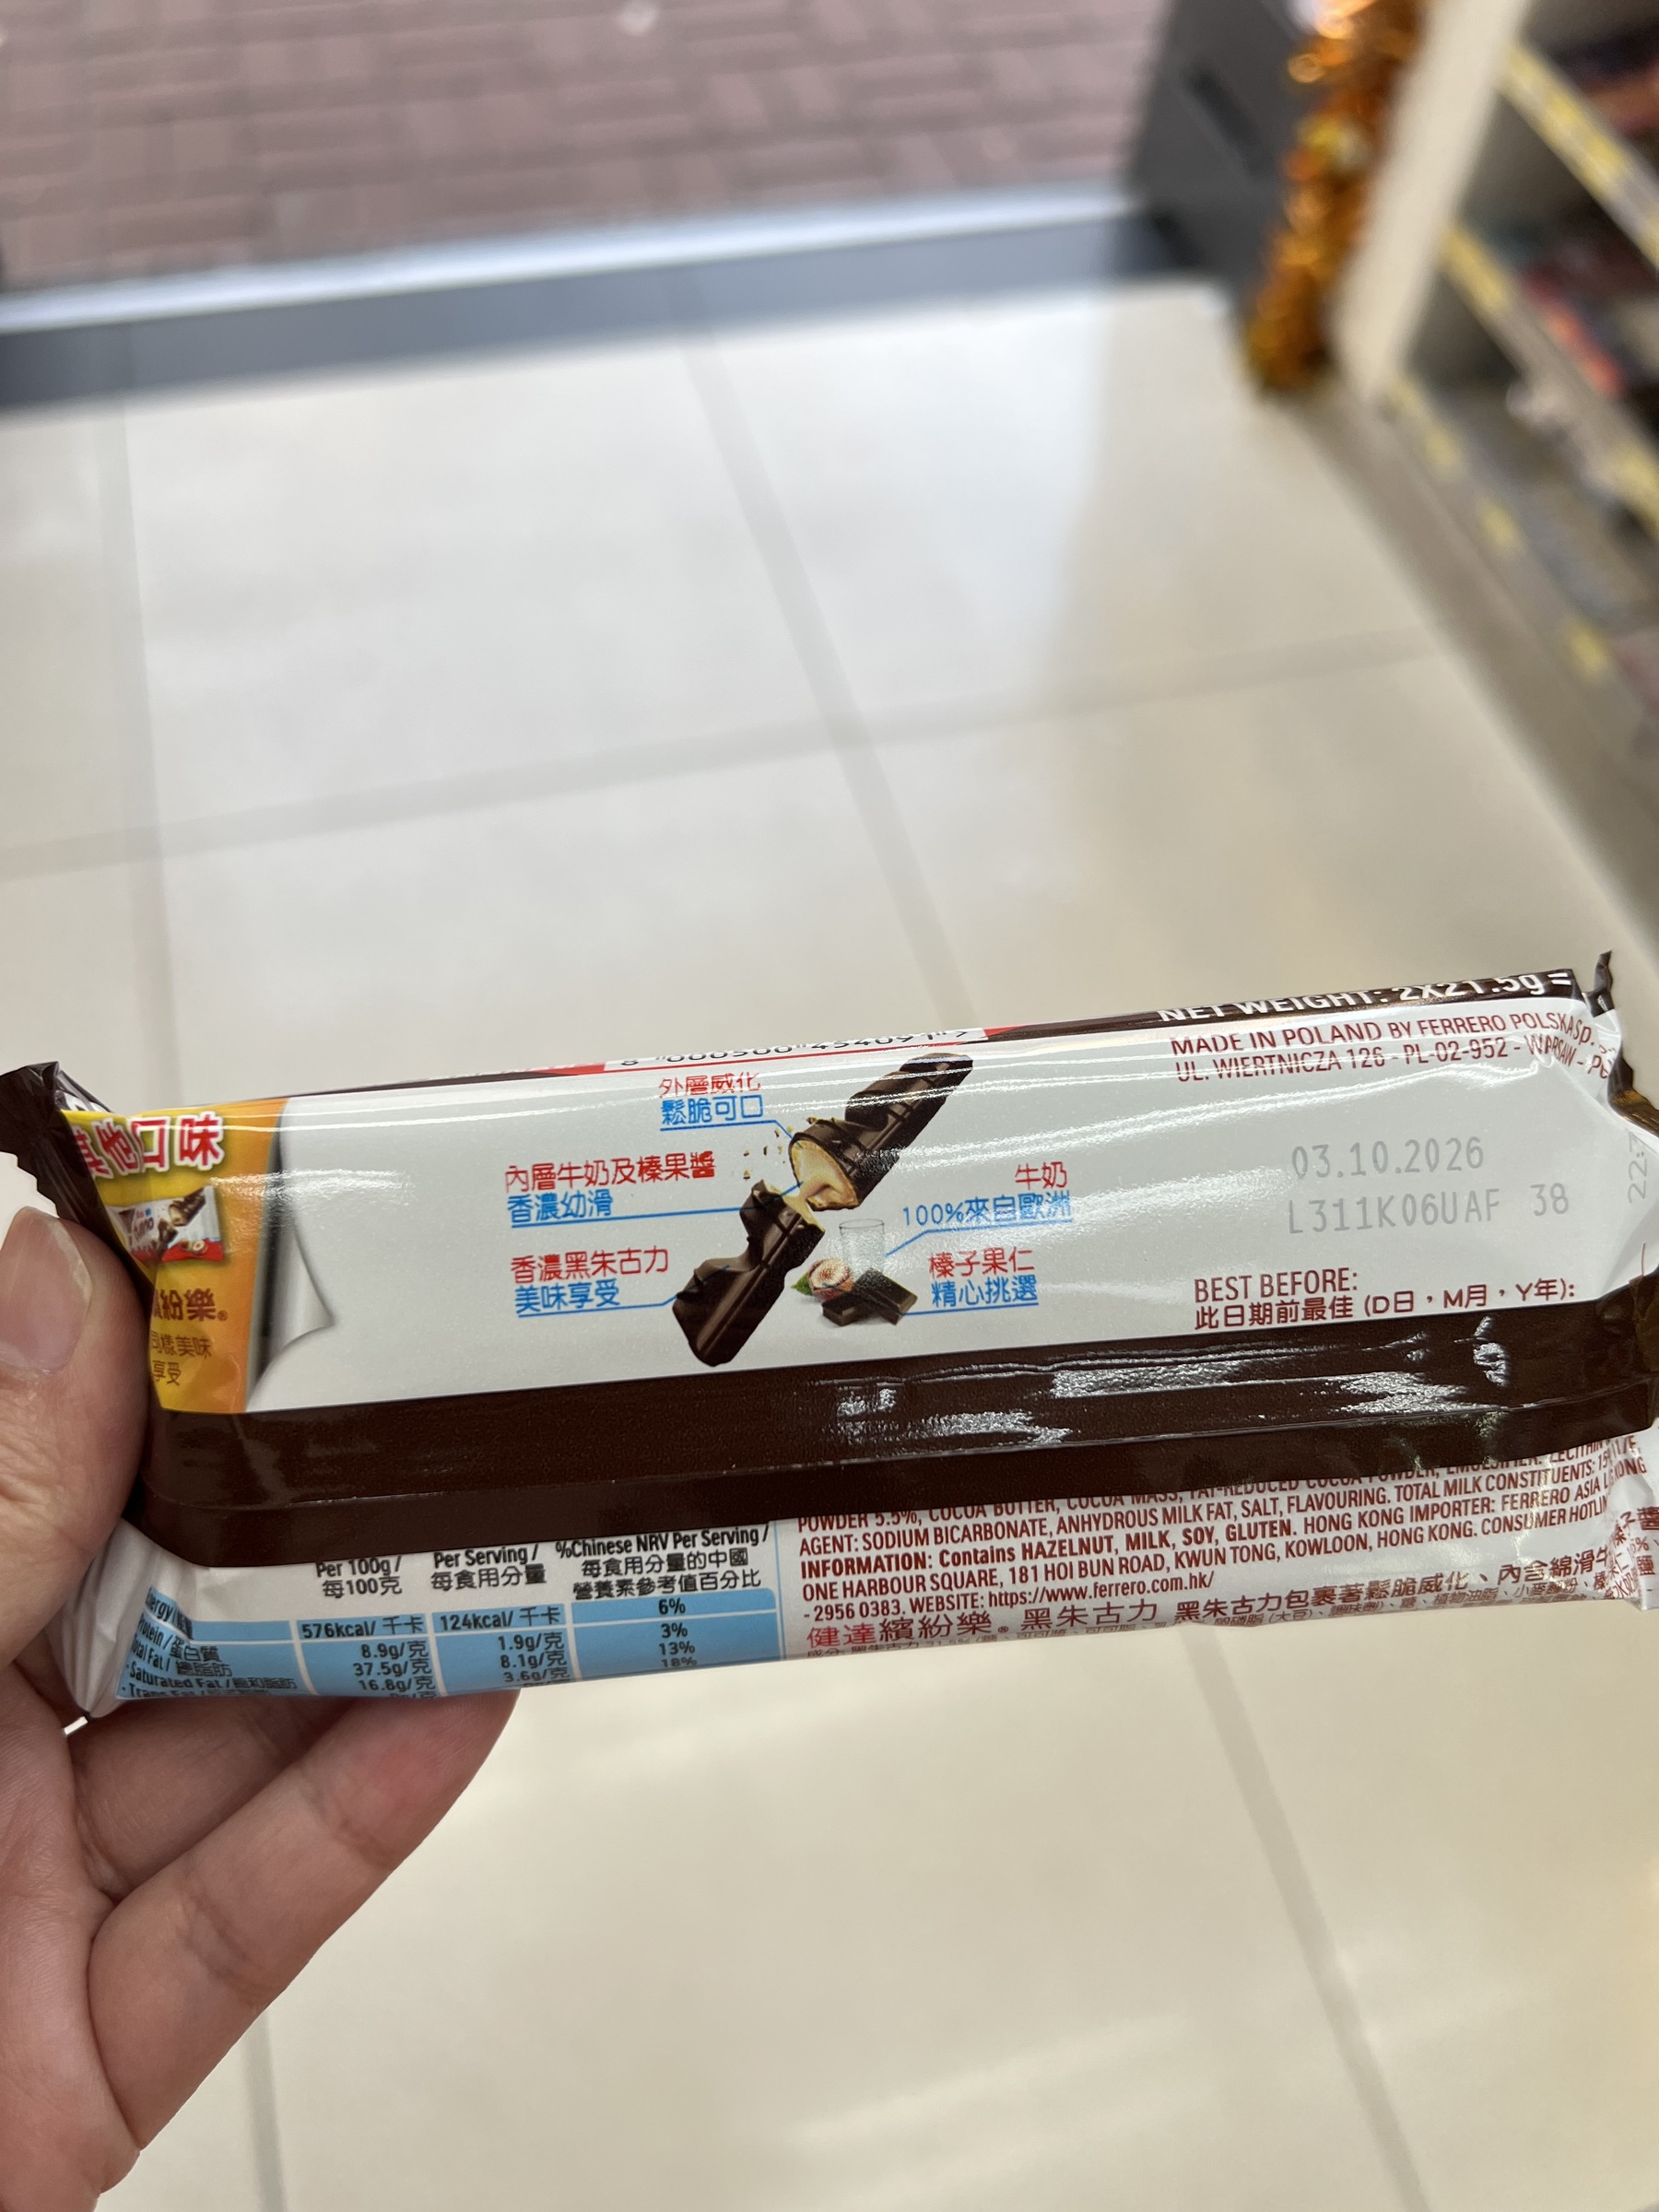 NET WEIGHT: 2X21.5g =
MADE IN POLAND BY FERRERO POLSKA Sp.
UL. WIERTNICZA 126 - PL-02-952 - WARSAW -
外層威化
鬆脆可口
內層牛奶及榛果醬
香濃幼滑
香濃黑朱古力
美味享受
牛奶
100%來自歐洲
榛子果仁
精心挑選
03.10.2026
L311K06UAF 38
BEST BEFORE:
此日期前最佳 (D日,M月,Y年):
其他口味
紛樂®
美味
享受
Per 100g /
每100克
Per Serving /
每食用分量
%Chinese NRV Per Serving /
每食用分量的中國
營養素參考值百分比
576kcal/ 千卡 124kcal/ 千卡 6%
蛋白質 8.9g/克 1.9g/克 3%
Total Fat / 總脂肪 37.5g/克 8.1g/克 13%
- Saturated Fat / 飽和脂肪 16.8g/克 3.6g/克 18%
POWDER 5.5%, COCOA BUTTER, COCOA MASS, FAT-REDUCED COCOA POWDER, EMULSIFIER: LECITHIN
AGENT: SODIUM BICARBONATE, ANHYDROUS MILK FAT, SALT, FLAVOURING. TOTAL MILK CONSTITUENTS:
INFORMATION: Contains HAZELNUT, MILK, SOY, GLUTEN. HONG KONG IMPORTER: FERRERO ASIA
ONE HARBOUR SQUARE, 181 HOI BUN ROAD, KWUN TONG, KOWLOON, HONG KONG. CONSUMER
- 2956 0383. WEBSITE: https://www.ferrero.com.hk/
健達繽紛樂® 黑朱古力 黑朱古力包裹著鬆脆威化、內含綿滑